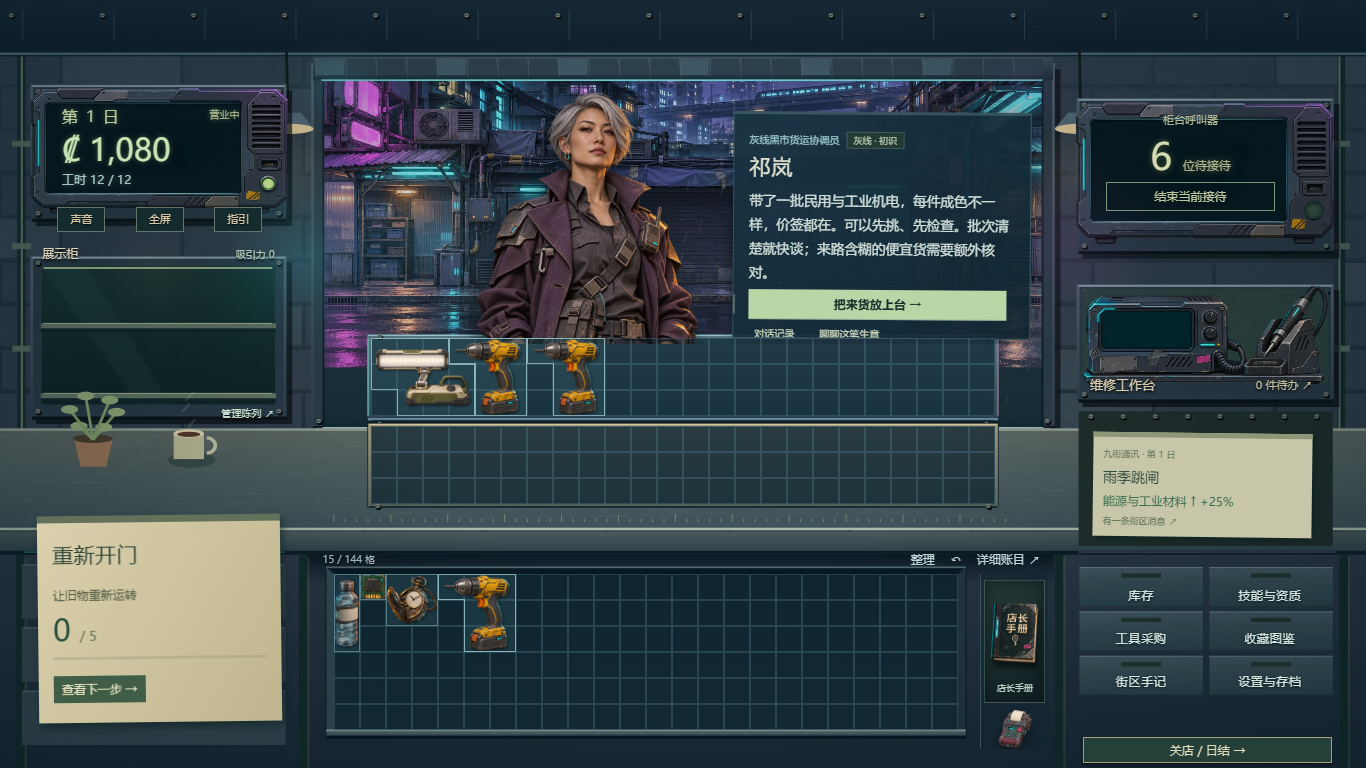 第 1 日
营业中
₡ 1,080
工时 12 / 12
声音
全屏
指引
展示柜
吸引力 0
管理陈列 ↗
灰线黑市货运协调员
灰线 · 初识
祁岚
带了一批民用与工业机电，每件成色不一
样，价签都在。可以先挑、先检查。批次清
楚就快谈；来路含糊的便宜货需要额外核
对。
把来货放上台 →
对话记录
聊聊这笔生意
柜台呼叫器
6 位待接待
结束当前接待
维修工作台
0 件待办 ↗
九街通讯 · 第 1 日
雨季跳闸
能源与工业材料 ↑ +25%
有一条街区消息 ↗
重新开门
让旧物重新运转
0 / 5
查看下一步 →
15 / 144 格
整理
↶
详细账目 ↗
店长
手册
店长手册
库存
技能与资质
工具采购
收藏图鉴
街区手记
设置与存档
关店 / 日结 →